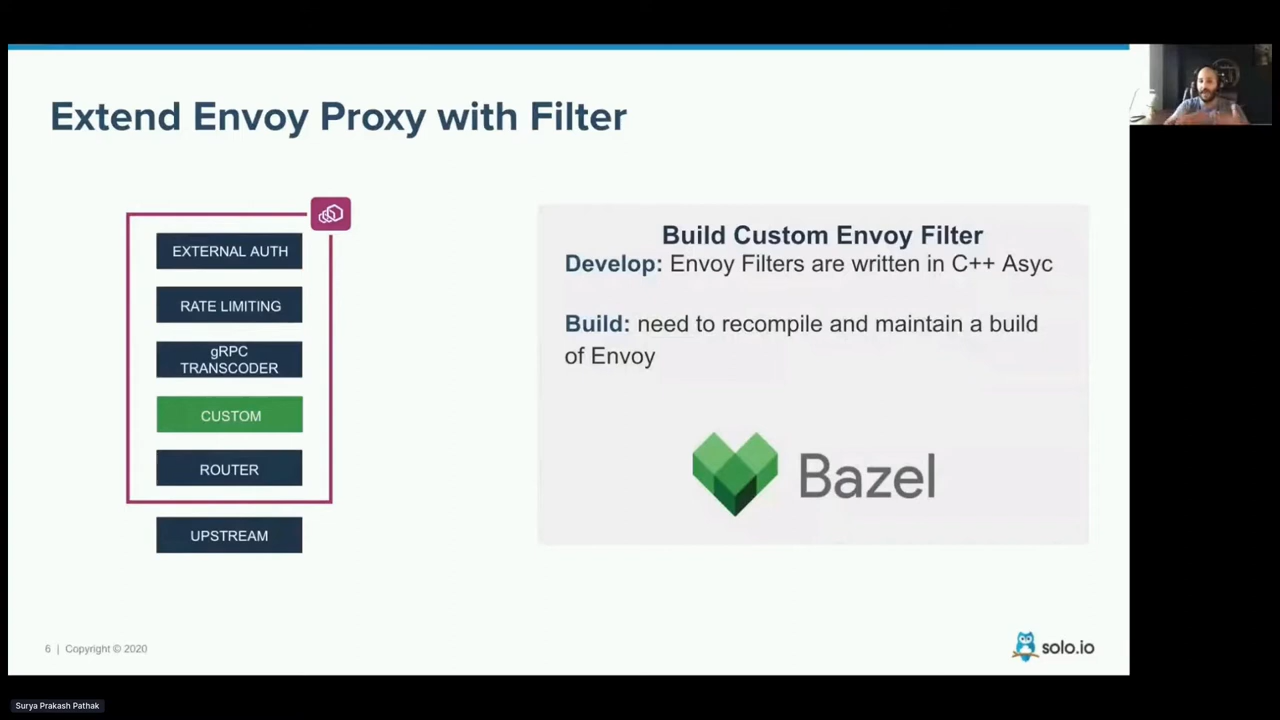 Extend Envoy Proxy with Filter
EXTERNAL AUTH
RATE LIMITING
gRPC
TRANSCODER
CUSTOM
ROUTER
UPSTREAM
Build Custom Envoy Filter
Develop: Envoy Filters are written in C++ Asyc
Build: need to recompile and maintain a build
of Envoy
Bazel
6 | Copyright © 2020
solo.io
Surya Prakash Pathak